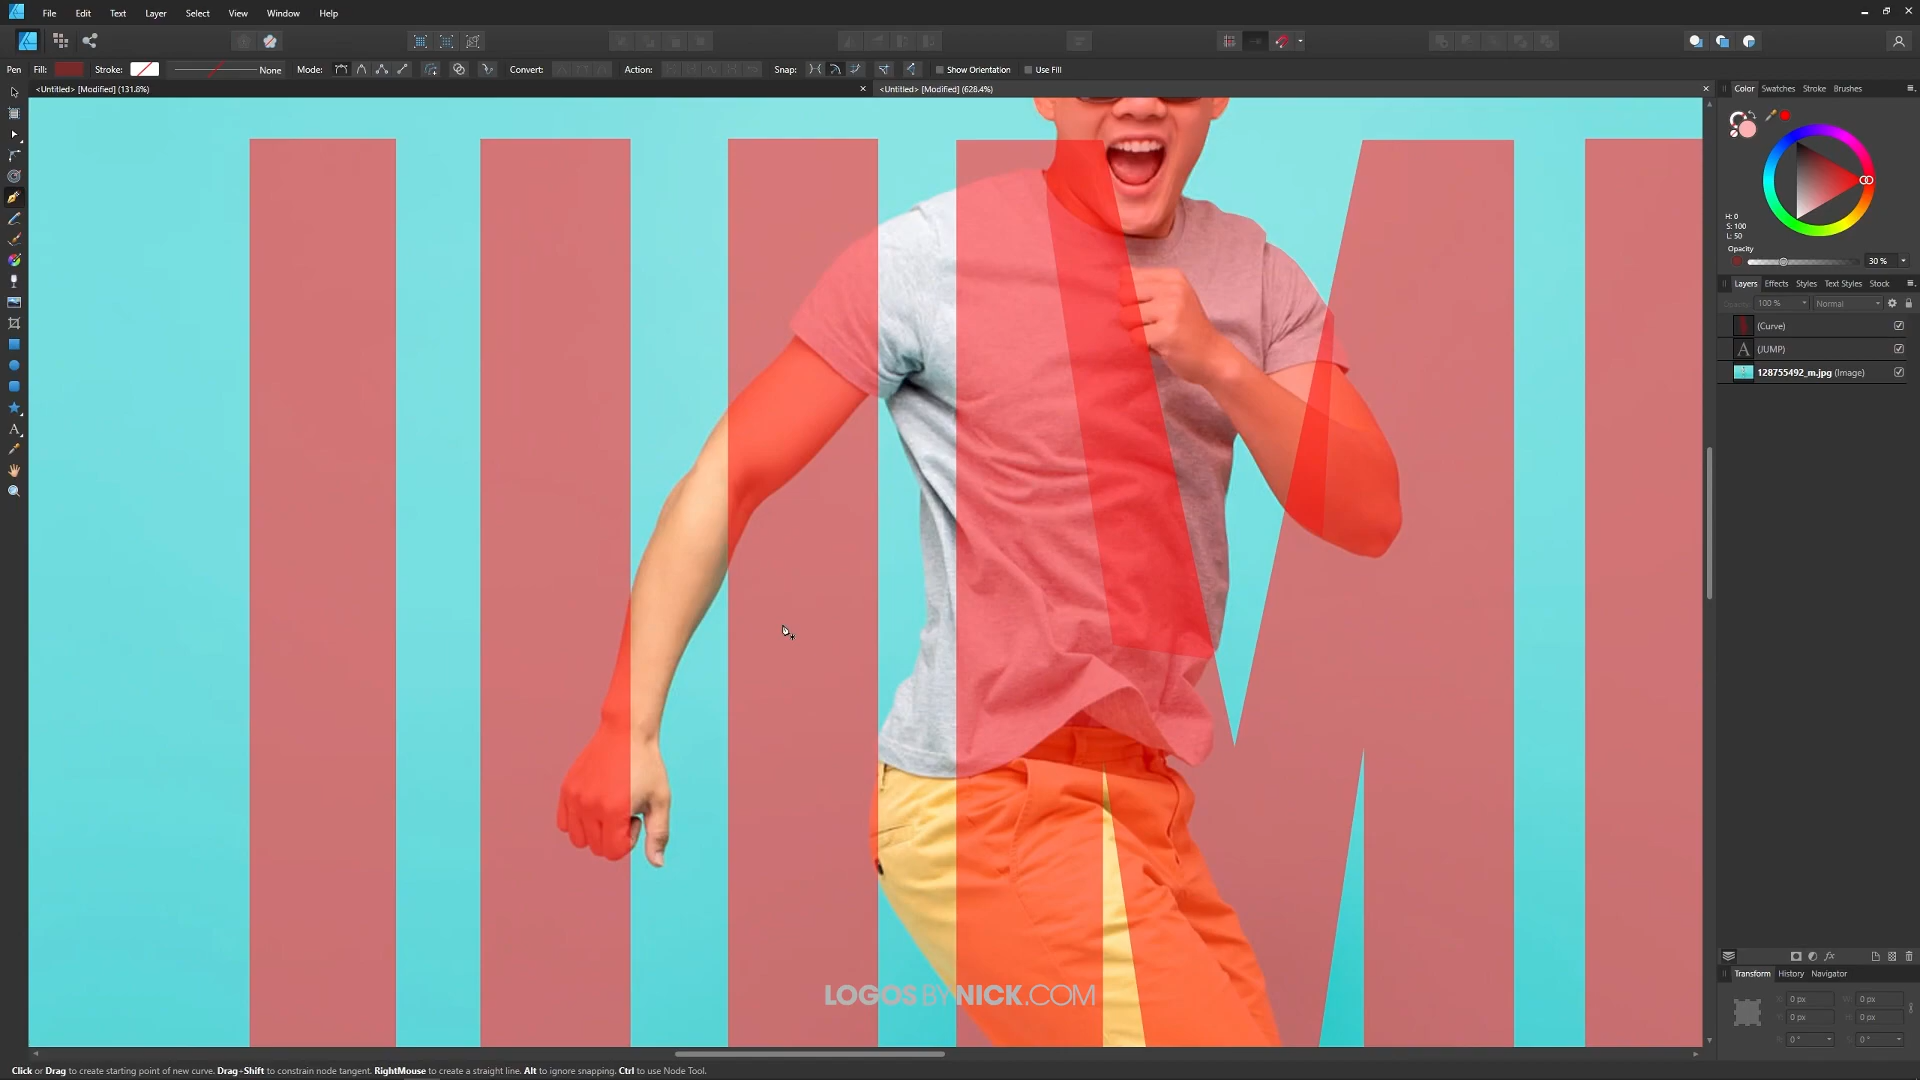 File Edit Text Layer Select View Window Help
Pen Fill: Stroke: None Mode: Convert: Action: Snap: Show Orientation Use Fill
<Untitled> [Modified] (131.8%) <Untitled> [Modified] (628.4%)
Color Swatches Stroke Brushes
H: 0
S: 100
L: 50
Opacity
30 %
Layers Effects Styles Text Styles Stock
Opacity 100 % Normal
(Curve)
A (JUMP)
128755492_m.jpg (Image)
LOGOSBYNICK.COM
Transform History Navigator
X: 0 px W: 0 px
Y: 0 px H: 0 px
0 ° 0 °
Click or Drag to create starting point of new curve. Drag+Shift to constrain node tangent. RightMouse to create a straight line. Alt to ignore snapping. Ctrl to use Node Tool.